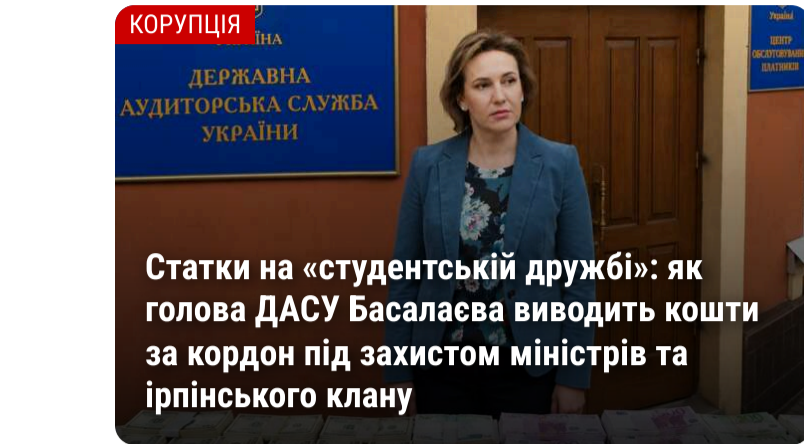 КОРУПЦІЯ
УКРАЇНА
ДЕРЖАВНА
АУДИТОРСЬКА СЛУЖБА
УКРАЇНИ
України
ЦЕНТР
ОБСЛУГОВУВАННЯ
ПЛАТНИКІВ
Статки на «студентській дружбі»: як
голова ДАСУ Басалаєва виводить кошти
за кордон під захистом міністрів та
ірпінського клану